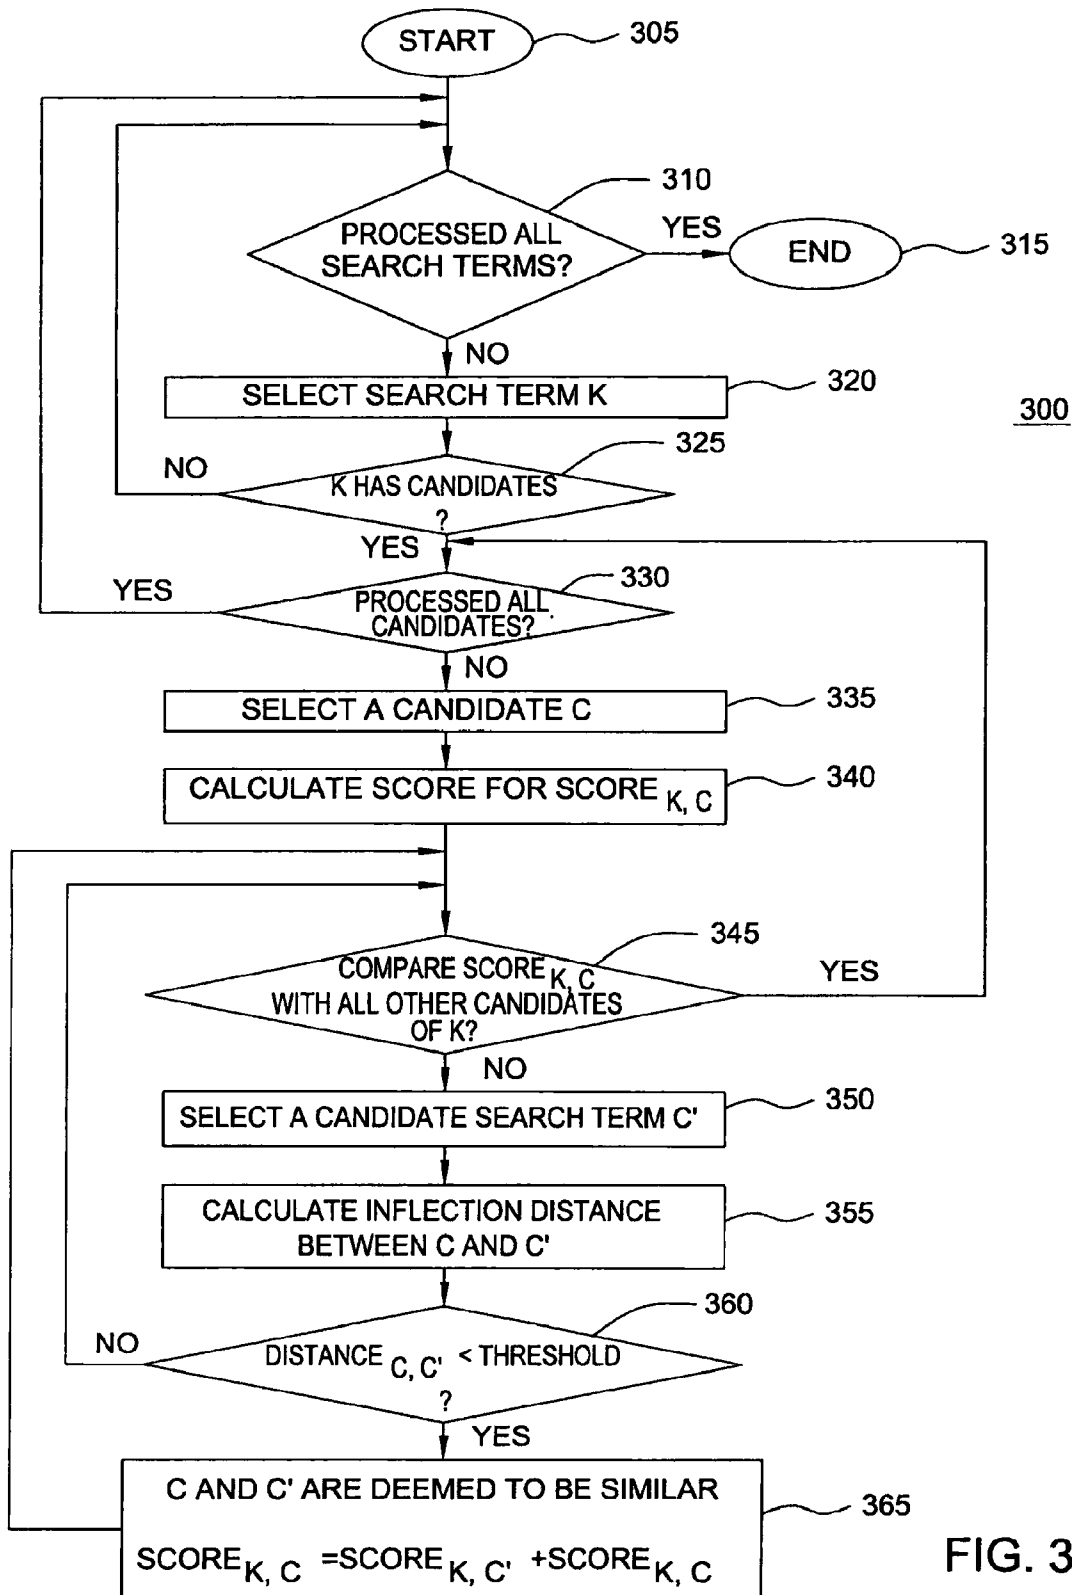 START
305
310
PROCESSED ALL
SEARCH TERMS?
YES
END
315
NO
SELECT SEARCH TERM K
320
300
325
NO
K HAS CANDIDATES
?
YES
330
YES
PROCESSED ALL
CANDIDATES?
NO
SELECT A CANDIDATE C
335
CALCULATE SCORE FOR SCORE K, C
340
345
COMPARE SCORE K, C
WITH ALL OTHER CANDIDATES
OF K?
YES
NO
SELECT A CANDIDATE SEARCH TERM C'
350
CALCULATE INFLECTION DISTANCE
BETWEEN C AND C'
355
360
NO
DISTANCE C, C' < THRESHOLD
?
YES
C AND C' ARE DEEMED TO BE SIMILAR
SCORE K, C =SCORE K, C' +SCORE K, C
365
FIG. 3